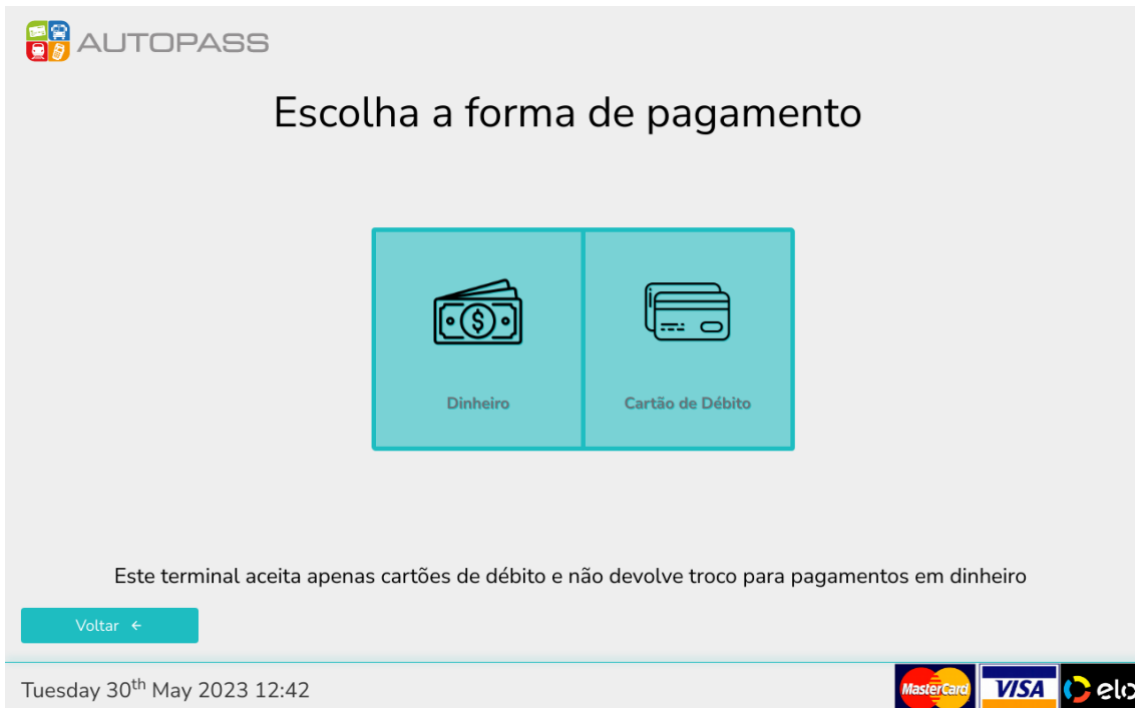 AUTOPASS
Escolha a forma de pagamento
Dinheiro
Cartão de Débito
Este terminal aceita apenas cartões de débito e não devolve troco para pagamentos em dinheiro
Voltar ←
Tuesday 30th May 2023 12:42
MasterCard
VISA
elo